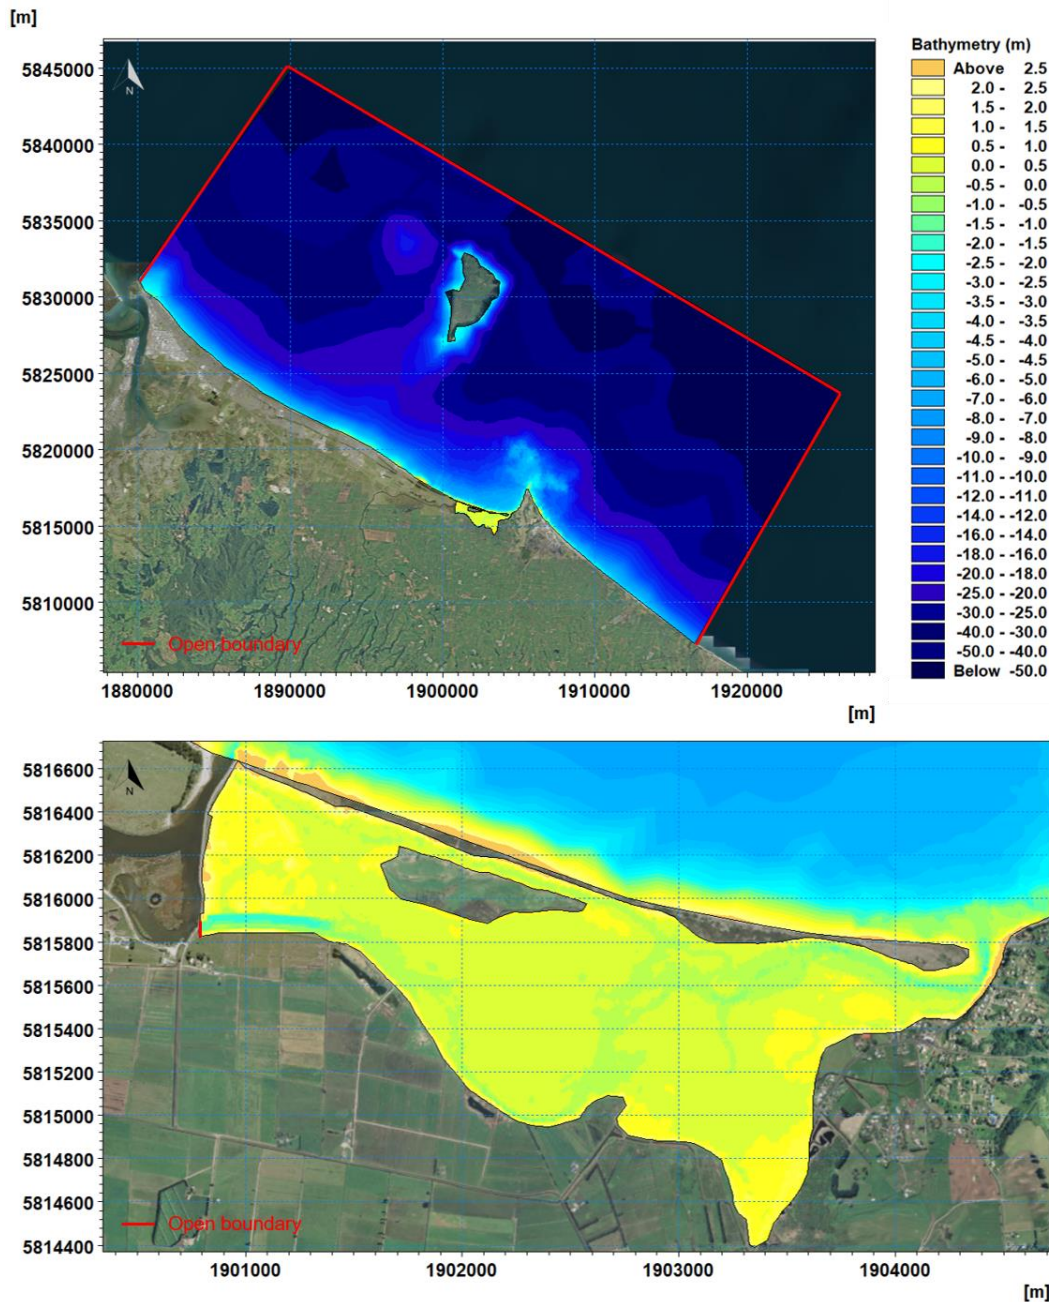 [m]
Bathymetry (m)
Above 2.5
2.0 - 2.5
1.5 - 2.0
1.0 - 1.5
0.5 - 1.0
0.0 - 0.5
-0.5 - 0.0
-1.0 - -0.5
-1.5 - -1.0
-2.0 - -1.5
-2.5 - -2.0
-3.0 - -2.5
-3.5 - -3.0
-4.0 - -3.5
-4.5 - -4.0
-5.0 - -4.5
-6.0 - -5.0
-7.0 - -6.0
-8.0 - -7.0
-9.0 - -8.0
-10.0 - -9.0
-11.0 - -10.0
-12.0 - -11.0
-14.0 - -12.0
-16.0 - -14.0
-18.0 - -16.0
-20.0 - -18.0
-25.0 - -20.0
-30.0 - -25.0
-40.0 - -30.0
-50.0 - -40.0
Below -50.0
5845000
N
5840000
5835000
5830000
5825000
5820000
5815000
5810000
Open boundary
1880000 1890000 1900000 1910000 1920000
[m]
5816600
N
5816400
5816200
5816000
5815800
5815600
5815400
5815200
5815000
5814800
5814600
Open boundary
5814400
1901000 1902000 1903000 1904000
[m]